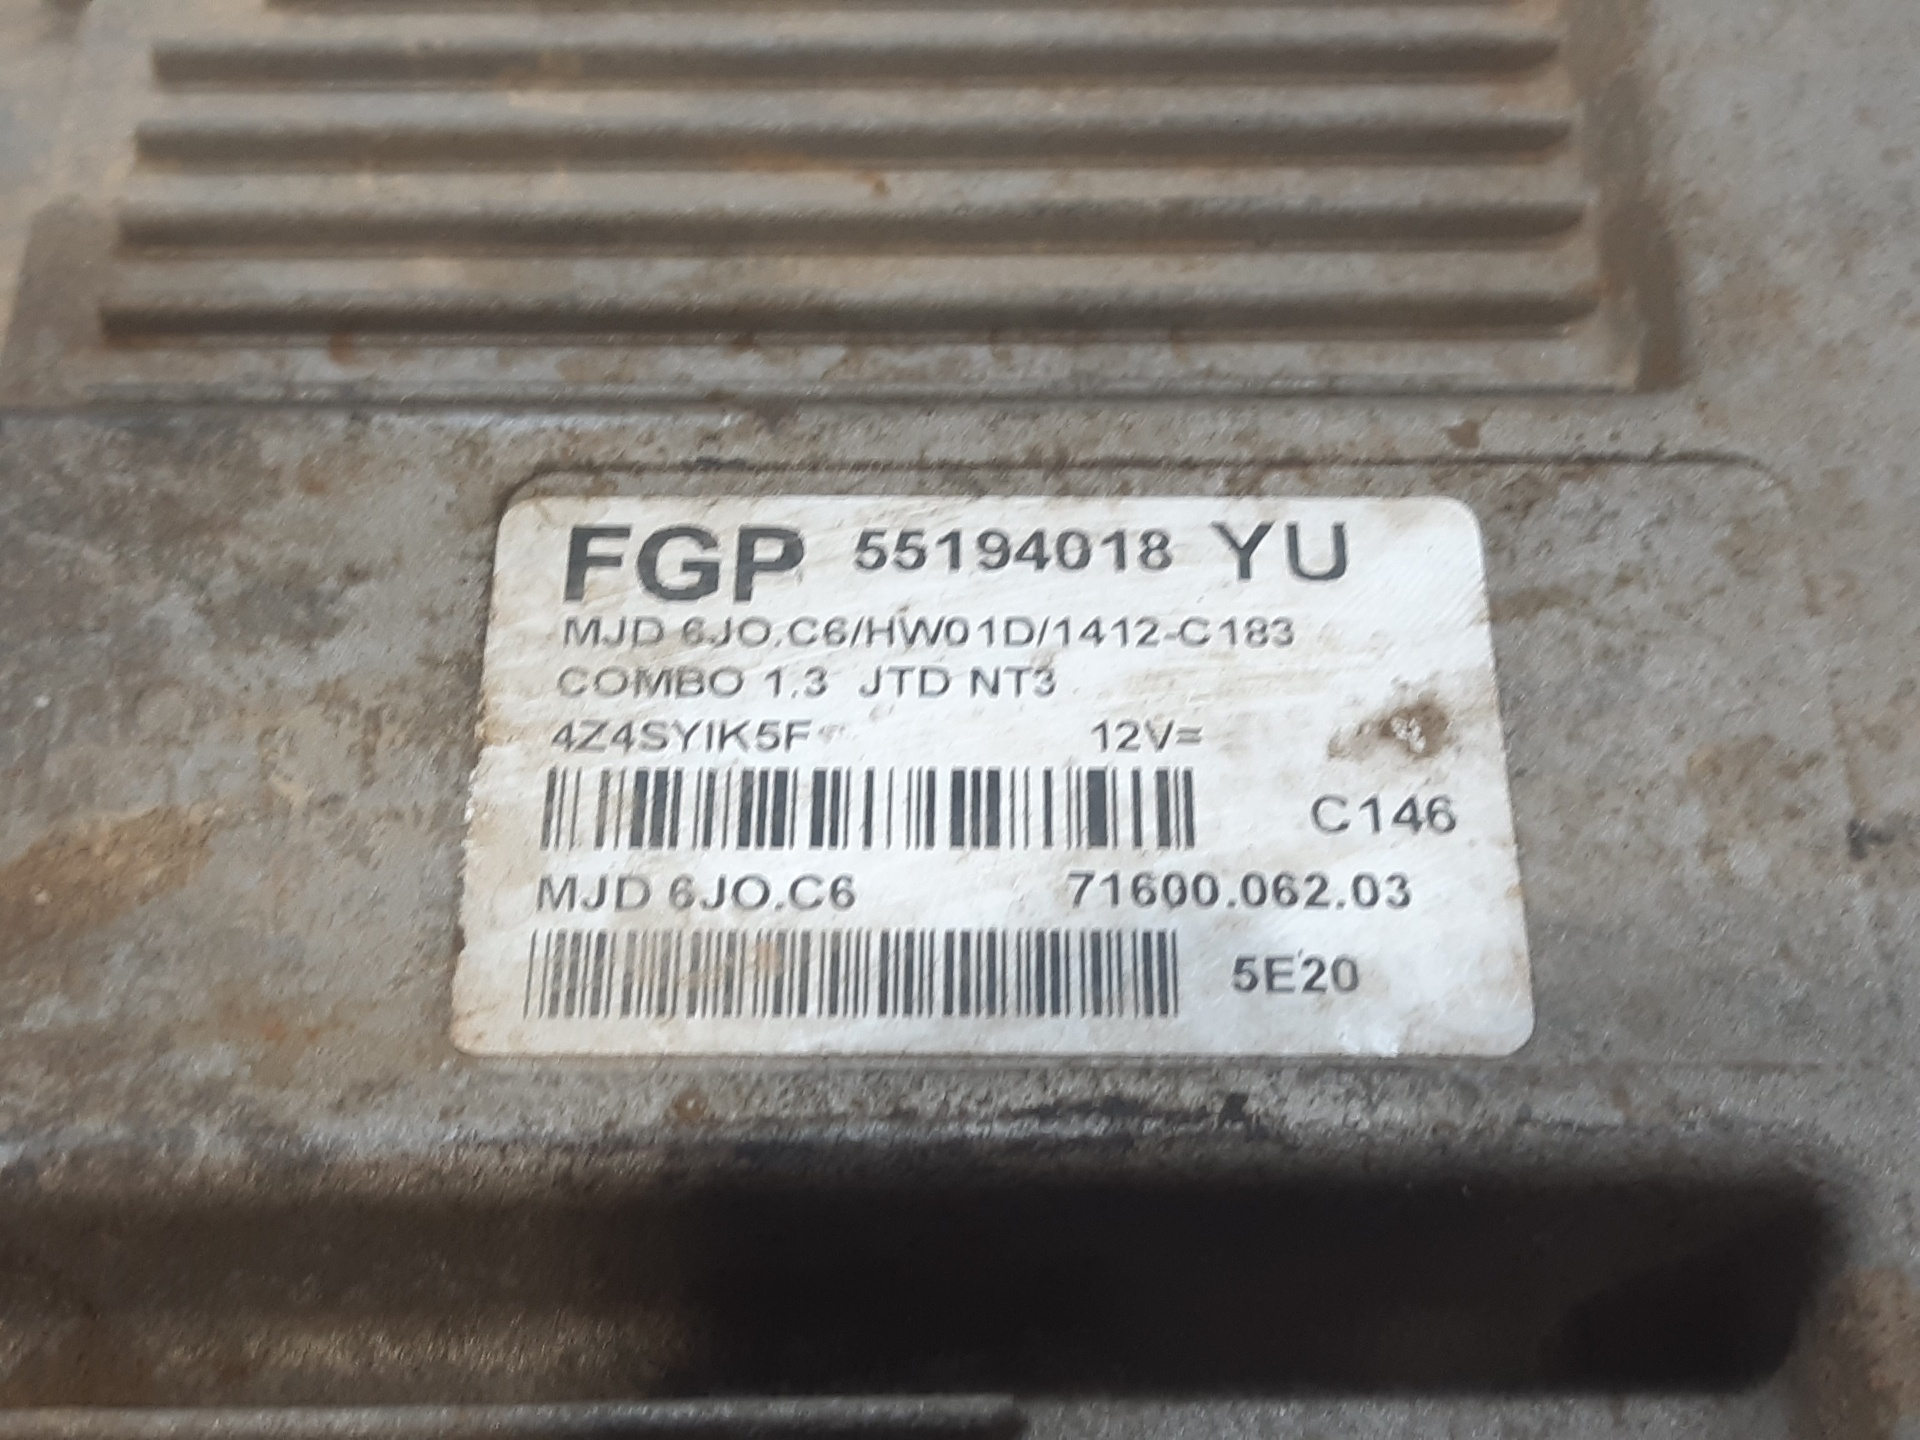 FGP 55194018 YU
MJD 6JO.C6/HW01D/1412-C183
COMBO 1.3 JTD NT3
4Z4SYIK5F 12V=
C146
MJD 6JO.C6 71600.062.03
5E20